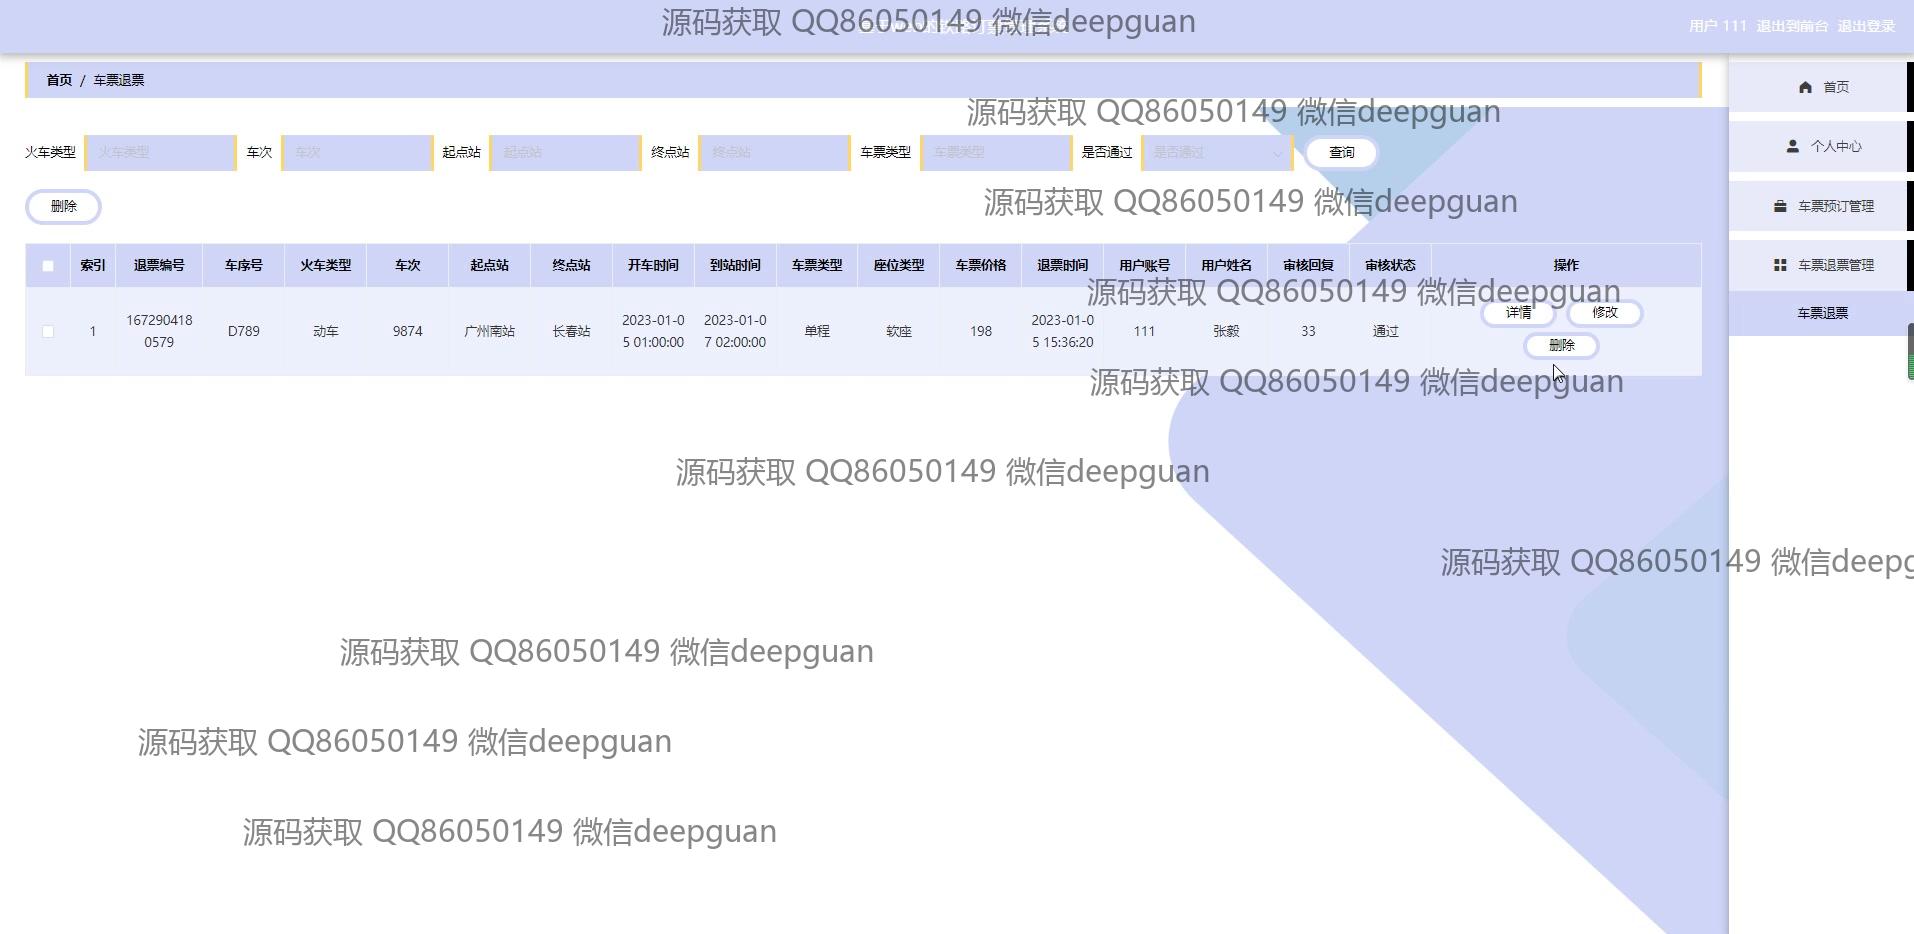 源码获取 QQ86050149 微信deepguan
用户 111 退出到前台 退出登录
首页 / 车票退票
首页
源码获取 QQ86050149 微信deepguan
火车类型 火车类型 车次 车次 起点站 起点站 终点站 终点站 车票类型 车票类型 是否通过 是否通过 查询
个人中心
源码获取 QQ86050149 微信deepguan
删除
车票预订管理
索引 退票编号 车序号 火车类型 车次 起点站 终点站 开车时间 到站时间 车票类型 座位类型 车票价格 退票时间 用户账号 用户姓名 审核回复 审核状态 操作
车票退票管理
源码获取 QQ86050149 微信deepguan
1 167290418 0579 D789 动车 9874 广州南站 长春站 2023-01-0 5 01:00:00 2023-01-0 7 02:00:00 单程 软座 198 2023-01-0 5 15:36:20 111 张毅 33 通过 详情 修改
删除
车票退票
源码获取 QQ86050149 微信deepguan
源码获取 QQ86050149 微信deepguan
源码获取 QQ86050149 微信deepg
源码获取 QQ86050149 微信deepguan
源码获取 QQ86050149 微信deepguan
源码获取 QQ86050149 微信deepguan